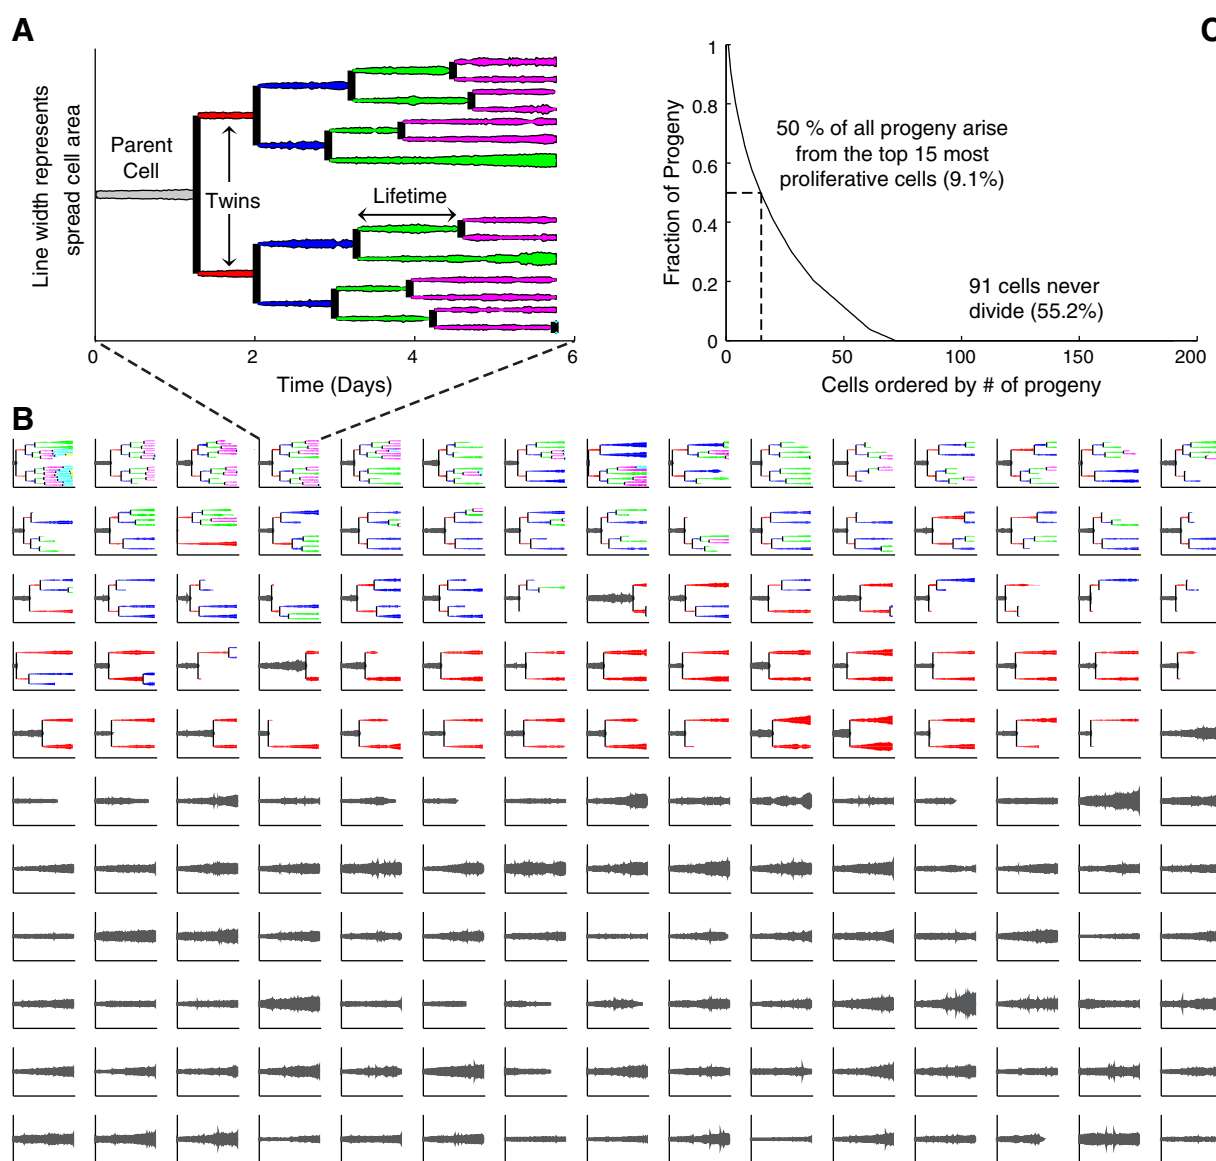 A
Line width represents
spread cell area
Parent
Cell
Twins
Lifetime
0
2
4
6
Time (Days)
C
1
0.8
0.6
0.4
0.2
0
Fraction of Progeny
50 % of all progeny arise
from the top 15 most
proliferative cells (9.1%)
91 cells never
divide (55.2%)
0
50
100
150
200
Cells ordered by # of progeny
B